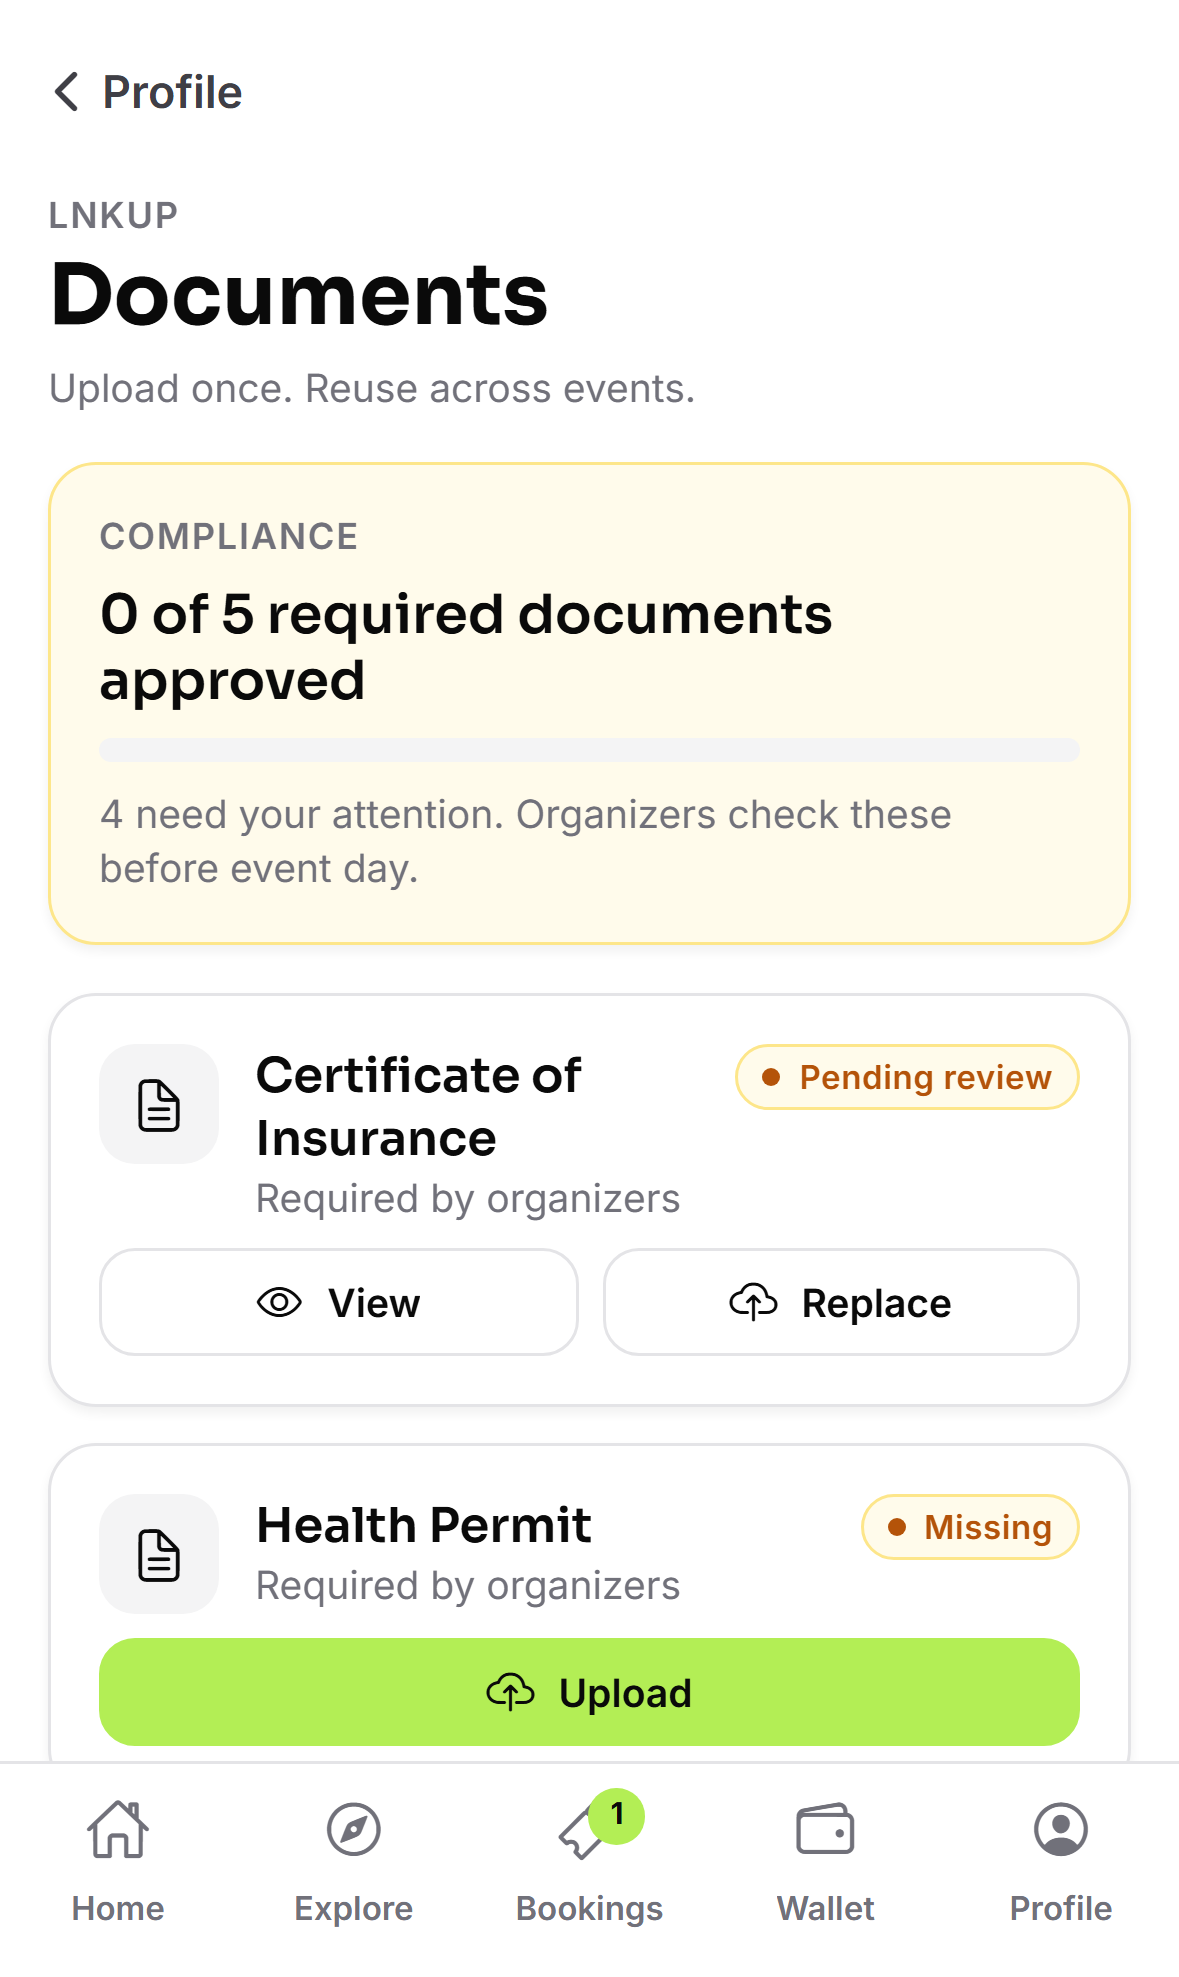 Profile
LNKUP
Documents
Upload once. Reuse across events.
COMPLIANCE
0 of 5 required documents
approved
4 need your attention. Organizers check these
before event day.
Certificate of
Insurance
Pending review
Required by organizers
View
Replace
Health Permit
Missing
Required by organizers
Upload
1
Home
Explore
Bookings
Wallet
Profile